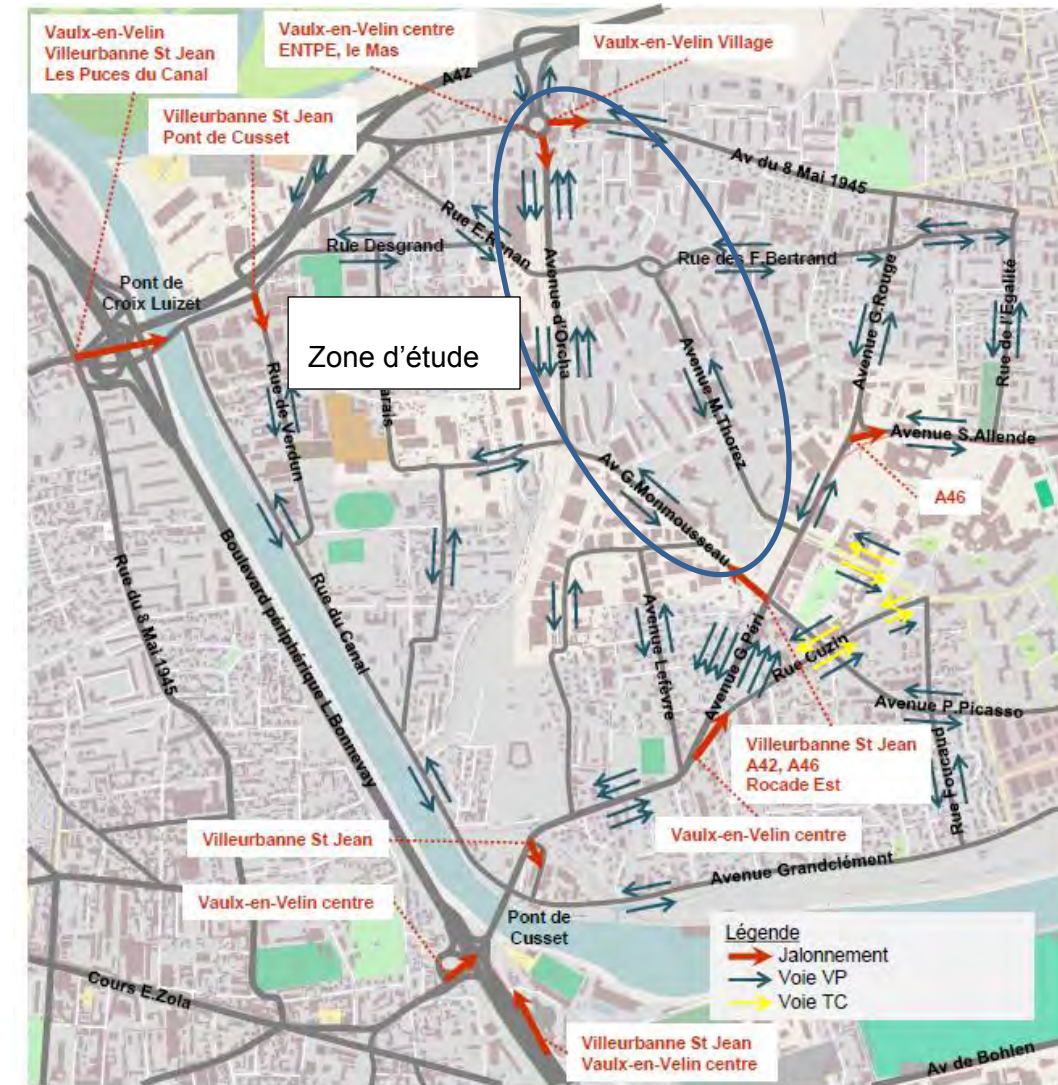 Vaulx-en-Velin
Villeurbanne St Jean
Les Puces du Canal
Vaulx-en-Velin centre
ENTPE, le Mas
Vaulx-en-Velin Village
A42
Villeurbanne St Jean
Pont de Cusset
Av du 8 Mai 1945
Rue E.Renan
Rue Desgrand
Rue des F.Bertrand
Pont de
Croix Luizet
Avenue d'Orcha
Avenue G.Rouge
Rue de l'Egalité
Zone d'étude
Rue de Verdun
arais
Avenue M.Thorez
Avenue S.Allende
A46
Av G.Monmousseau
Rue du 8 Mai 1945
Boulevard périphérique L.Bonnevay
Rue du Canal
Avenue Lefèvre
Avenue G.Péri
Rue Cuzin
Avenue P.Picasso
Rue Foucand
Villeurbanne St Jean
A42, A46
Rocade Est
Villeurbanne St Jean
Vaulx-en-Velin centre
Avenue Grandclément
Vaulx-en-Velin centre
Pont de
Cusset
Légende
Jalonnement
Voie VP
Voie TC
Cours E.Zola
Villeurbanne St Jean
Vaulx-en-Velin centre
Av de Bohlen